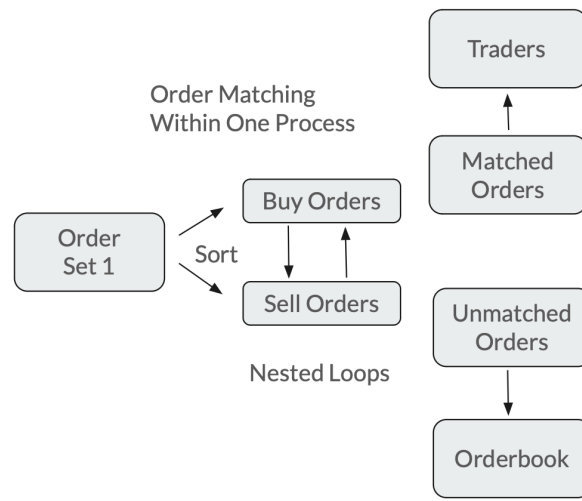 Traders
Order Matching
Within One Process
Matched
Orders
Buy Orders
Order
Set 1
Sort
Sell Orders
Unmatched
Orders
Nested Loops
Orderbook